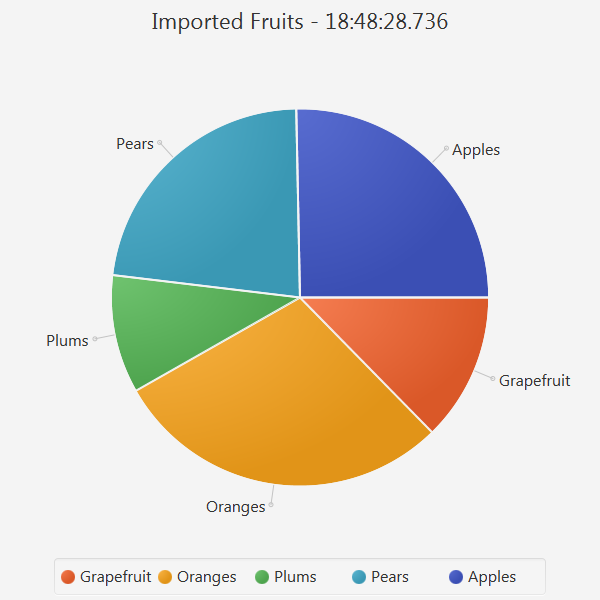 Imported Fruits - 18:48:28.736
Pears
Apples
Plums
Grapefruit
Oranges
Grapefruit Oranges Plums Pears Apples